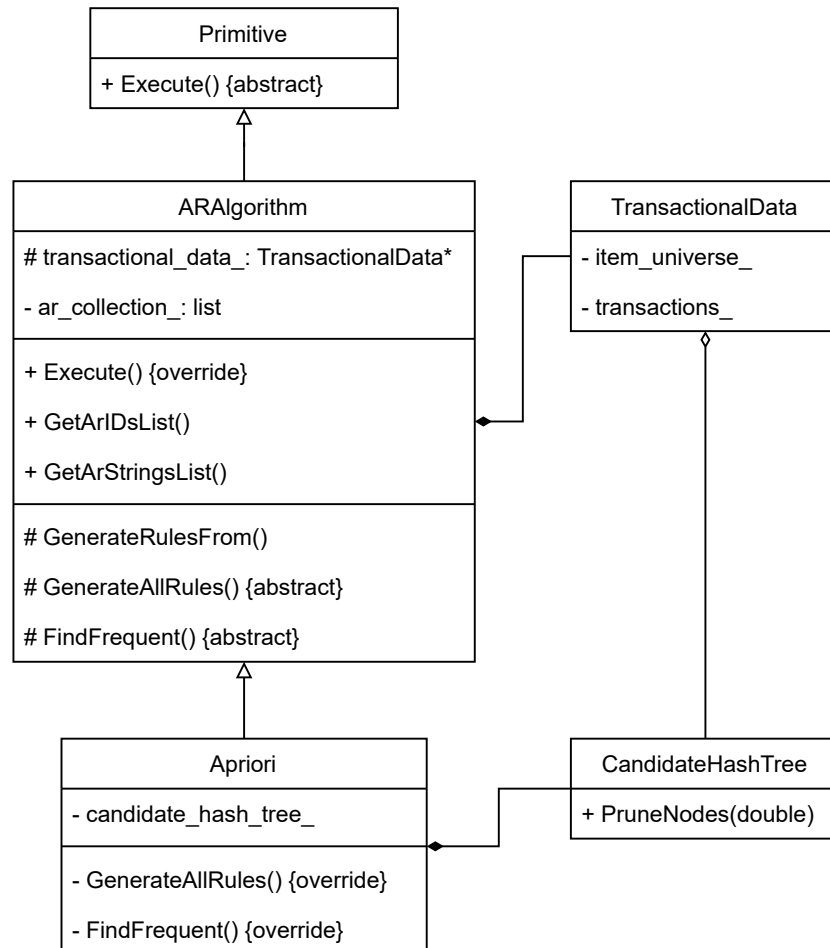 Primitive
+ Execute() {abstract}
ARAlgorithm
# transactional_data_: TransactionalData*
- ar_collection_: list
+ Execute() {override}
+ GetArIDsList()
+ GetArStringsList()
# GenerateRulesFrom()
# GenerateAllRules() {abstract}
# FindFrequent() {abstract}
TransactionalData
- item_universe_
- transactions_
Apriori
- candidate_hash_tree_
- GenerateAllRules() {override}
- FindFrequent() {override}
CandidateHashTree
+ PruneNodes(double)